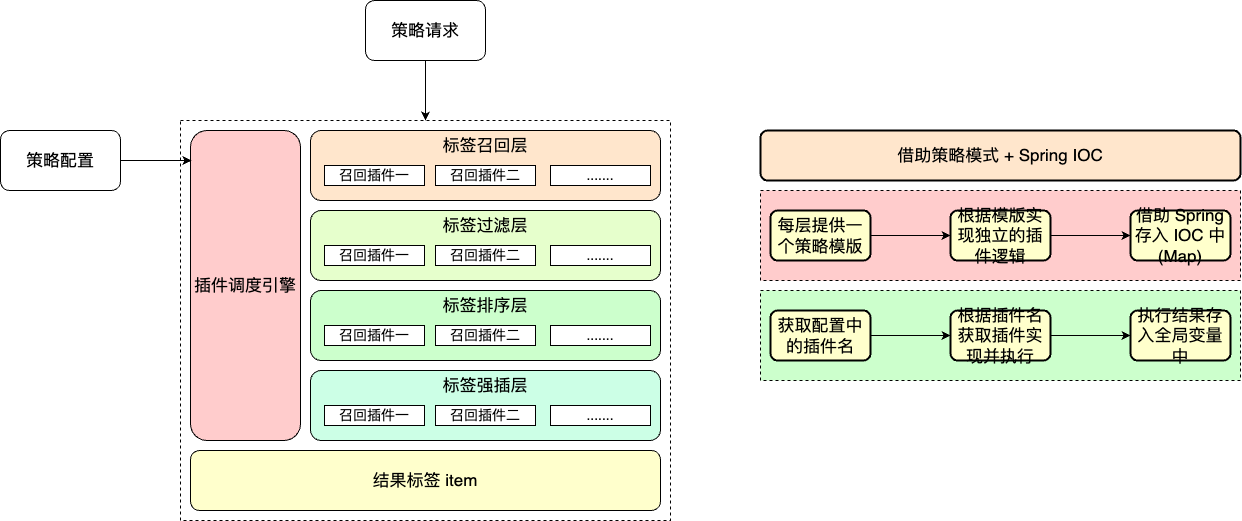 策略请求
策略配置
插件调度引擎
标签召回层
召回插件一
召回插件二
.......
标签过滤层
召回插件一
召回插件二
.......
标签排序层
召回插件一
召回插件二
.......
标签强插层
召回插件一
召回插件二
.......
结果标签 item
借助策略模式 + Spring IOC
每层提供一
个策略模版
根据模版实
现独立的插
件逻辑
借助 Spring
存入 IOC 中
(Map)
获取配置中
的插件名
根据插件名
获取插件实
现并执行
执行结果存
入全局变量
中